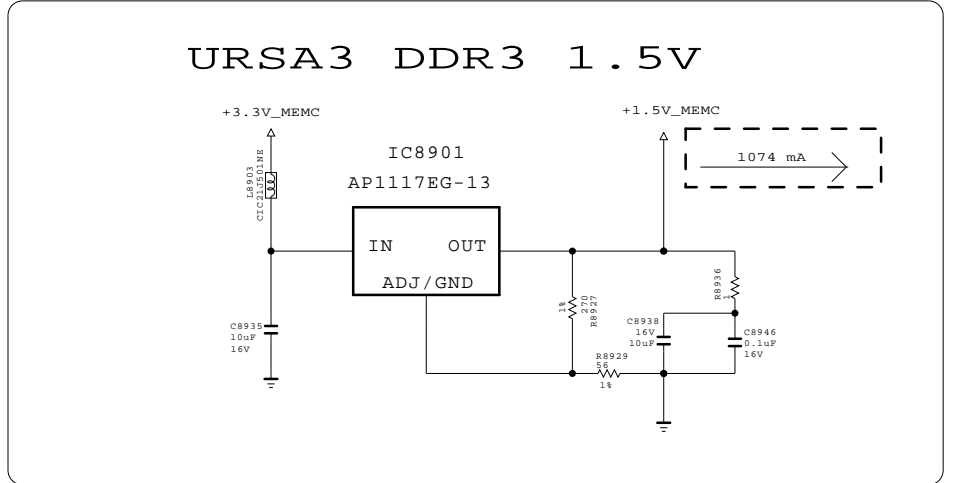 URSA3 DDR3 1.5V
+3.3V_MEMC
+1.5V_MEMC
1074 mA
L8903
CIC21J501NE
IC8901
AP1117EG-13
IN
OUT
ADJ/GND
R8936
1
1%
270
R8927
C8935
10uF
16V
C8938
16V
10uF
C8946
0.1uF
16V
R8929
56
1%